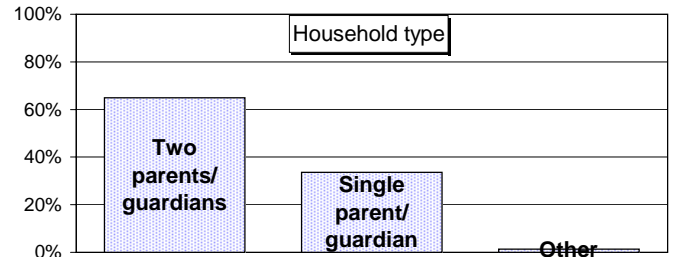 100%
Household type
80%
60%
40%
20%
0%
Two
parents/
guardians
Single
parent/
guardian
Other